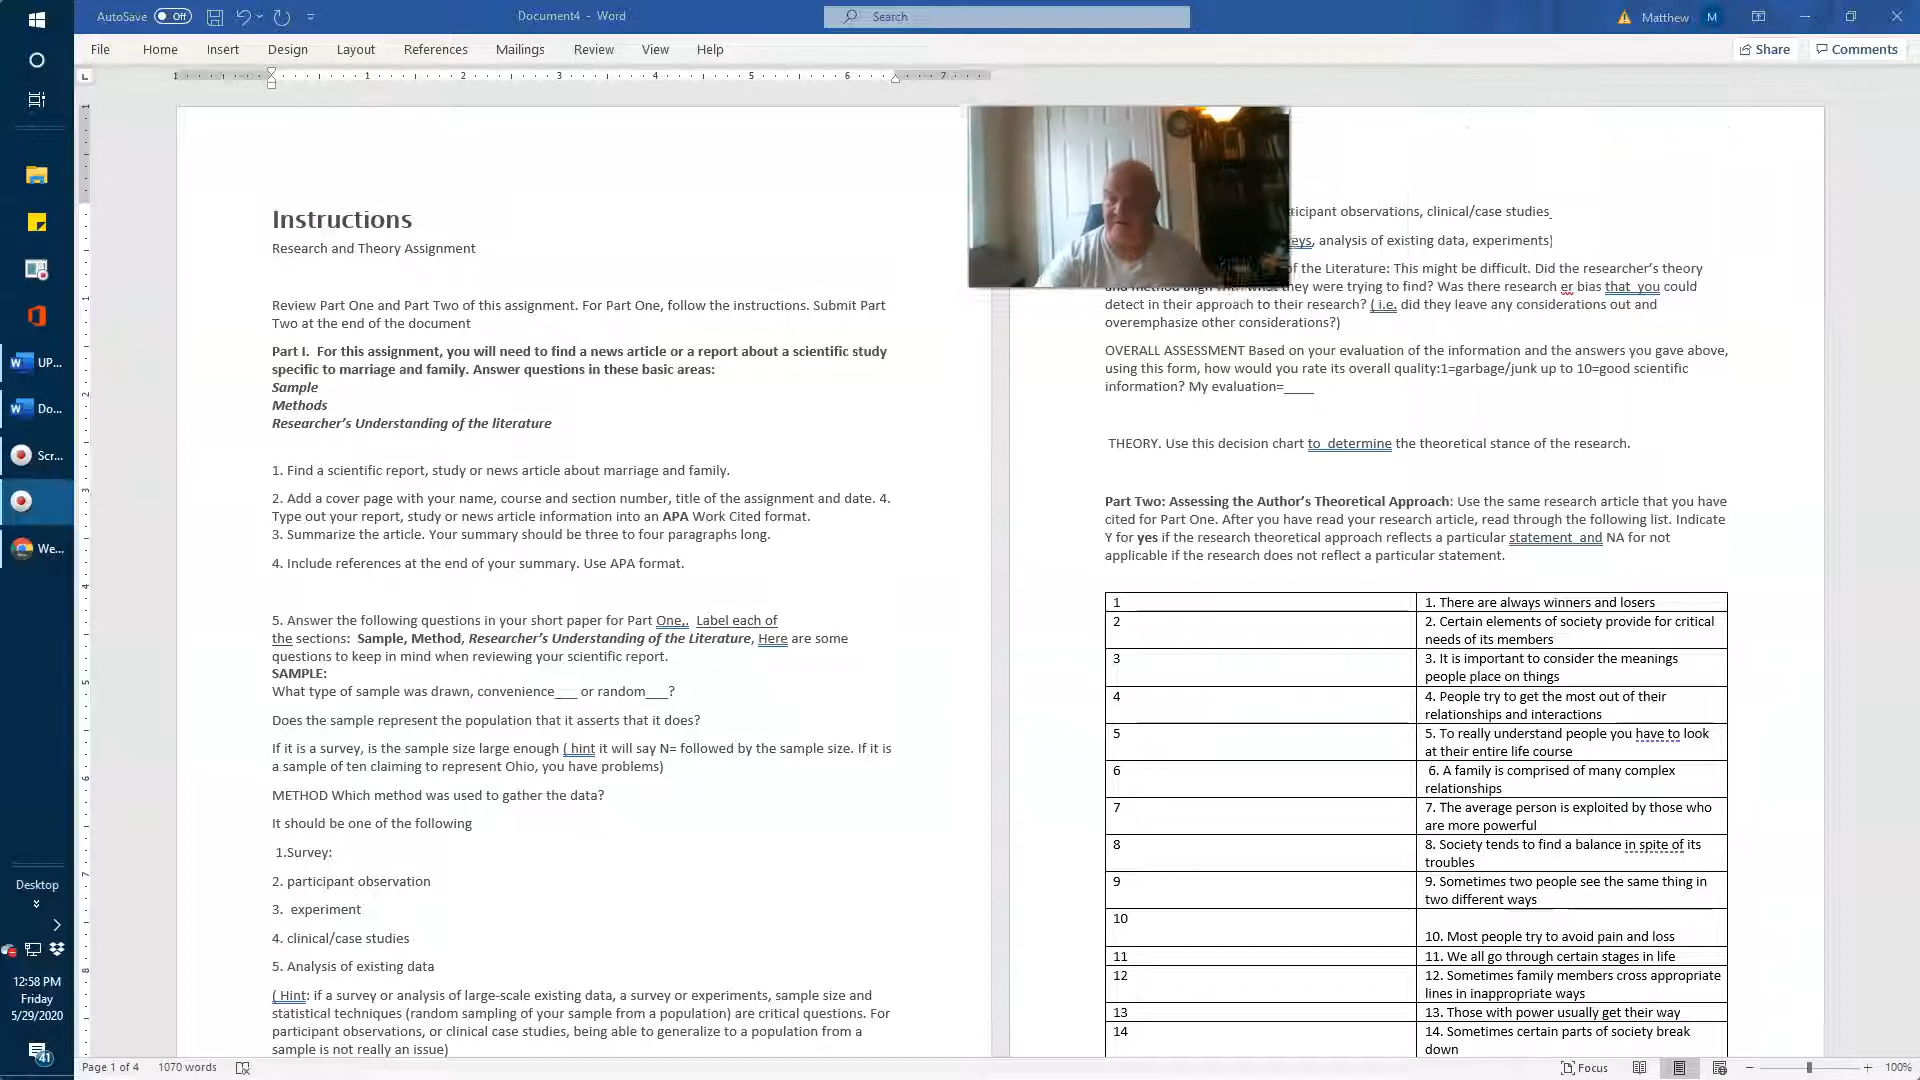 AutoSave Off
Document4 - Word
Search
Matthew M
File Home Insert Design Layout References Mailings Review View Help
Share Comments
1 1 2 3 4 5 6 7
Instructions
Research and Theory Assignment
Review Part One and Part Two of this assignment. For Part One, follow the instructions. Submit Part
Two at the end of the document
Part I. For this assignment, you will need to find a news article or a report about a scientific study
specific to marriage and family. Answer questions in these basic areas:
Sample
Methods
Researcher's Understanding of the literature
1. Find a scientific report, study or news article about marriage and family.
2. Add a cover page with your name, course and section number, title of the assignment and date. 4.
Type out your report, study or news article information into an APA Work Cited format.
3. Summarize the article. Your summary should be three to four paragraphs long.
4. Include references at the end of your summary. Use APA format.
5. Answer the following questions in your short paper for Part One,. Label each of
the sections: Sample, Method, Researcher's Understanding of the Literature, Here are some
questions to keep in mind when reviewing your scientific report.
SAMPLE:
What type of sample was drawn, convenience___ or random___?
Does the sample represent the population that it asserts that it does?
If it is a survey, is the sample size large enough ( hint it will say N= followed by the sample size. If it is
a sample of ten claiming to represent Ohio, you have problems)
METHOD Which method was used to gather the data?
It should be one of the following
1.Survey:
2. participant observation
3. experiment
4. clinical/case studies
5. Analysis of existing data
( Hint: if a survey or analysis of large-scale existing data, a survey or experiments, sample size and
statistical techniques (random sampling of your sample from a population) are critical questions. For
participant observations, or clinical case studies, being able to generalize to a population from a
sample is not really an issue)
observations, clinical/case studies
analysis of existing data, experiments)
of the Literature: This might be difficult. Did the researcher's theory
they were trying to find? Was there research er bias that you could
detect in their approach to their research? ( i.e. did they leave any considerations out and
overemphasize other considerations?)
OVERALL ASSESSMENT Based on your evaluation of the information and the answers you gave above,
using this form, how would you rate its overall quality:1=garbage/junk up to 10=good scientific
information? My evaluation=____
THEORY. Use this decision chart to determine the theoretical stance of the research.
Part Two: Assessing the Author's Theoretical Approach: Use the same research article that you have
cited for Part One. After you have read your research article, read through the following list. Indicate
Y for yes if the research theoretical approach reflects a particular statement and NA for not
applicable if the research does not reflect a particular statement.
1 1. There are always winners and losers
2 2. Certain elements of society provide for critical
needs of its members
3 3. It is important to consider the meanings
people place on things
4 4. People try to get the most out of their
relationships and interactions
5 5. To really understand people you have to look
at their entire life course
6 6. A family is comprised of many complex
relationships
7 7. The average person is exploited by those who
are more powerful
8 8. Society tends to find a balance in spite of its
troubles
9 9. Sometimes two people see the same thing in
two different ways
10
10. Most people try to avoid pain and loss
11 11. We all go through certain stages in life
12 12. Sometimes family members cross appropriate
lines in inappropriate ways
13 13. Those with power usually get their way
14 14. Sometimes certain parts of society break
down
UP...
Do...
Scr...
We...
Desktop
12:58 PM
Friday
5/29/2020
41
Page 1 of 4 1070 words
Focus
100%